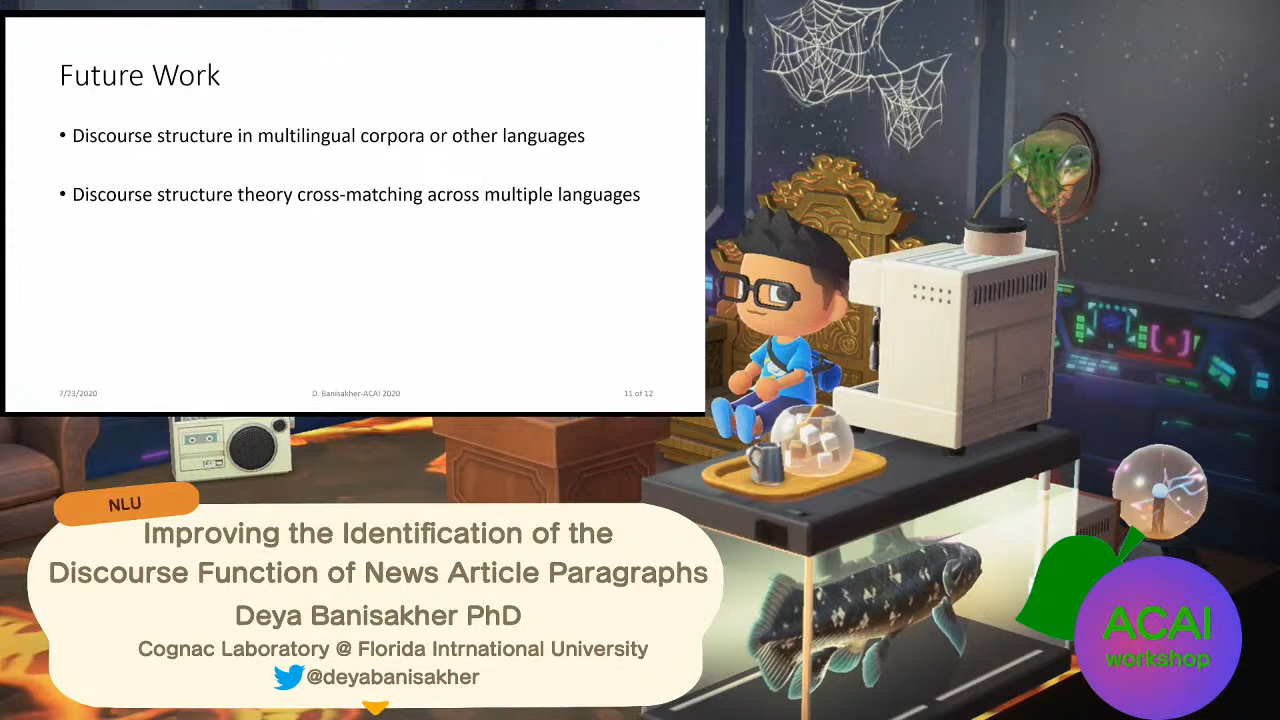 Future Work
• Discourse structure in multilingual corpora or other languages
• Discourse structure theory cross-matching across multiple languages
7/23/2020
D. Banisakher-ACAI 2020
11 of 12
NLU
Improving the Identification of the
Discourse Function of News Article Paragraphs
Deya Banisakher PhD
Cognac Laboratory @ Florida Intrnational University
@deyabanisakher
ACAI
workshop